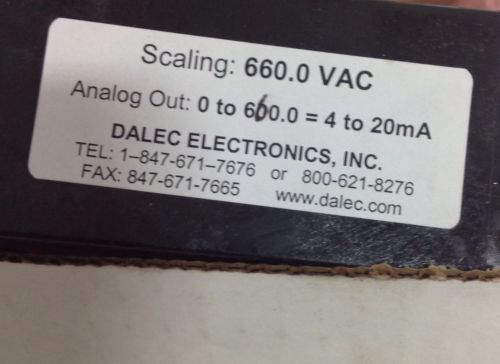 Scaling: 660.0 VAC
Analog Out: 0 to 660.0 = 4 to 20mA
DALEC ELECTRONICS, INC.
TEL: 1-847-671-7676 or 800-621-8276
FAX: 847-671-7665 www.dalec.com